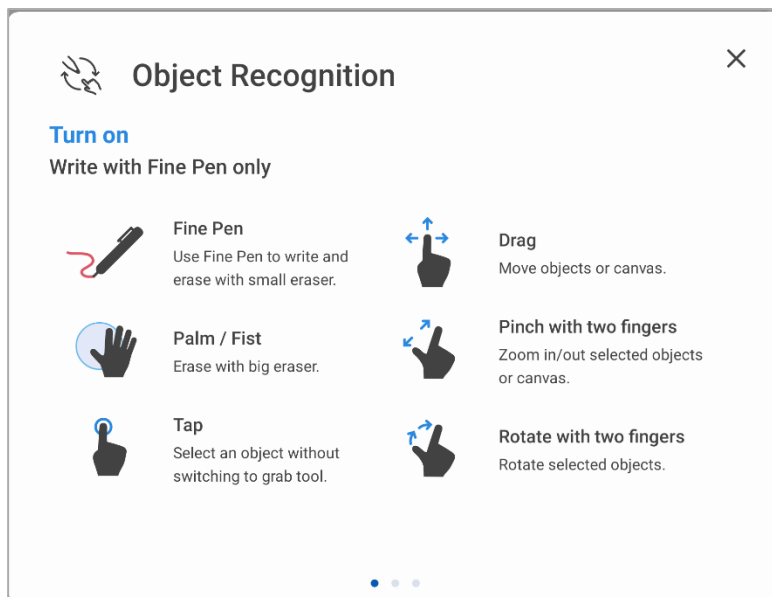 Object Recognition
Turn on
Write with Fine Pen only
Fine Pen
Use Fine Pen to write and
erase with small eraser.
Palm / Fist
Erase with big eraser.
Tap
Select an object without
switching to grab tool.
Drag
Move objects or canvas.
Pinch with two fingers
Zoom in/out selected objects
or canvas.
Rotate with two fingers
Rotate selected objects.